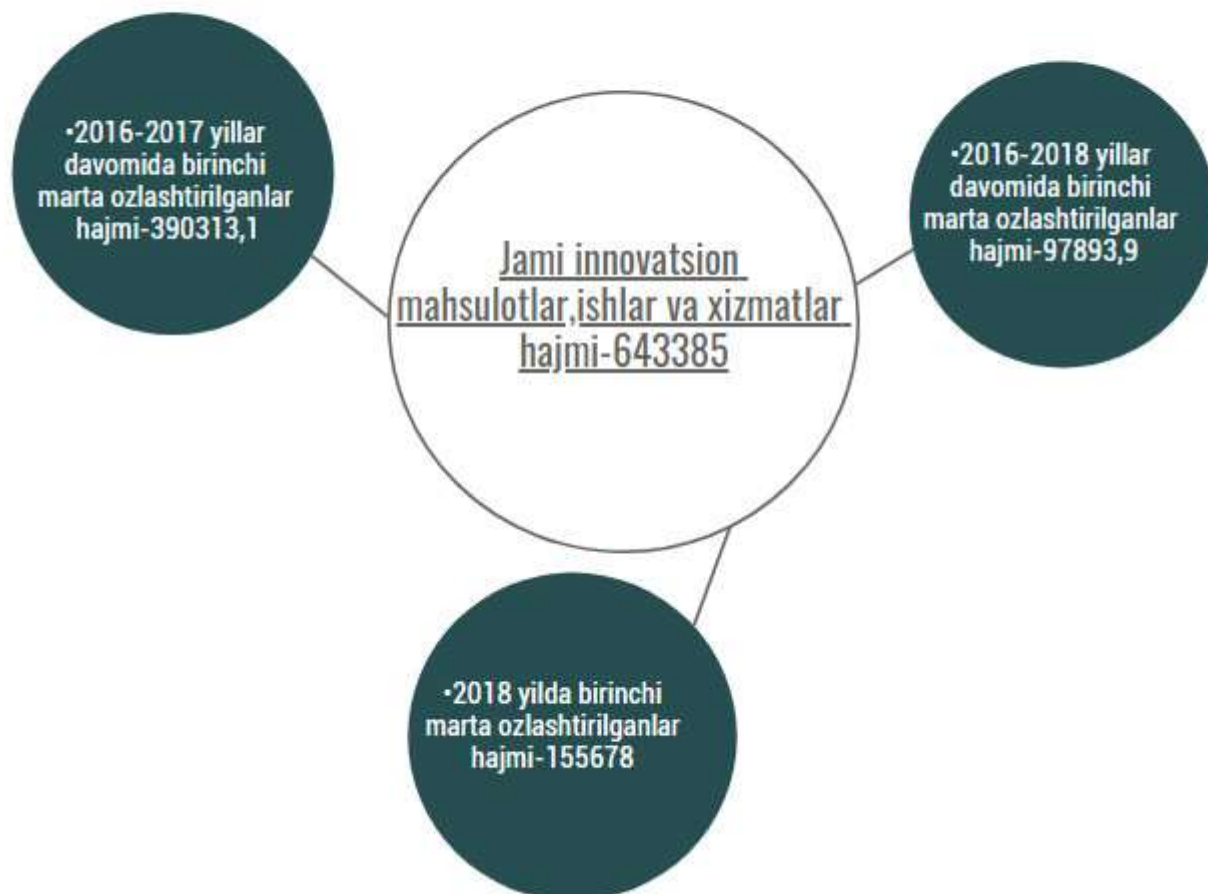 •2016-2017 yillar
davomida birinchi
marta ozlashtirilganlar
hajmi-390313,1
Jami innovatsion
mahsulotlar,ishlar va xizmatlar
hajmi-643385
•2016-2018 yillar
davomida birinchi
marta ozlashtirilganlar
hajmi-97893,9
•2018 yilda birinchi
marta ozlashtirilganlar
hajmi-155678